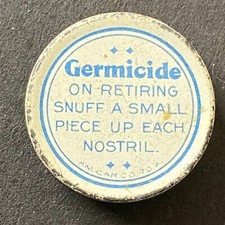 Germicide
ON RETIRING
SNUFF A SMALL
PIECE UP EACH
NOSTRIL.